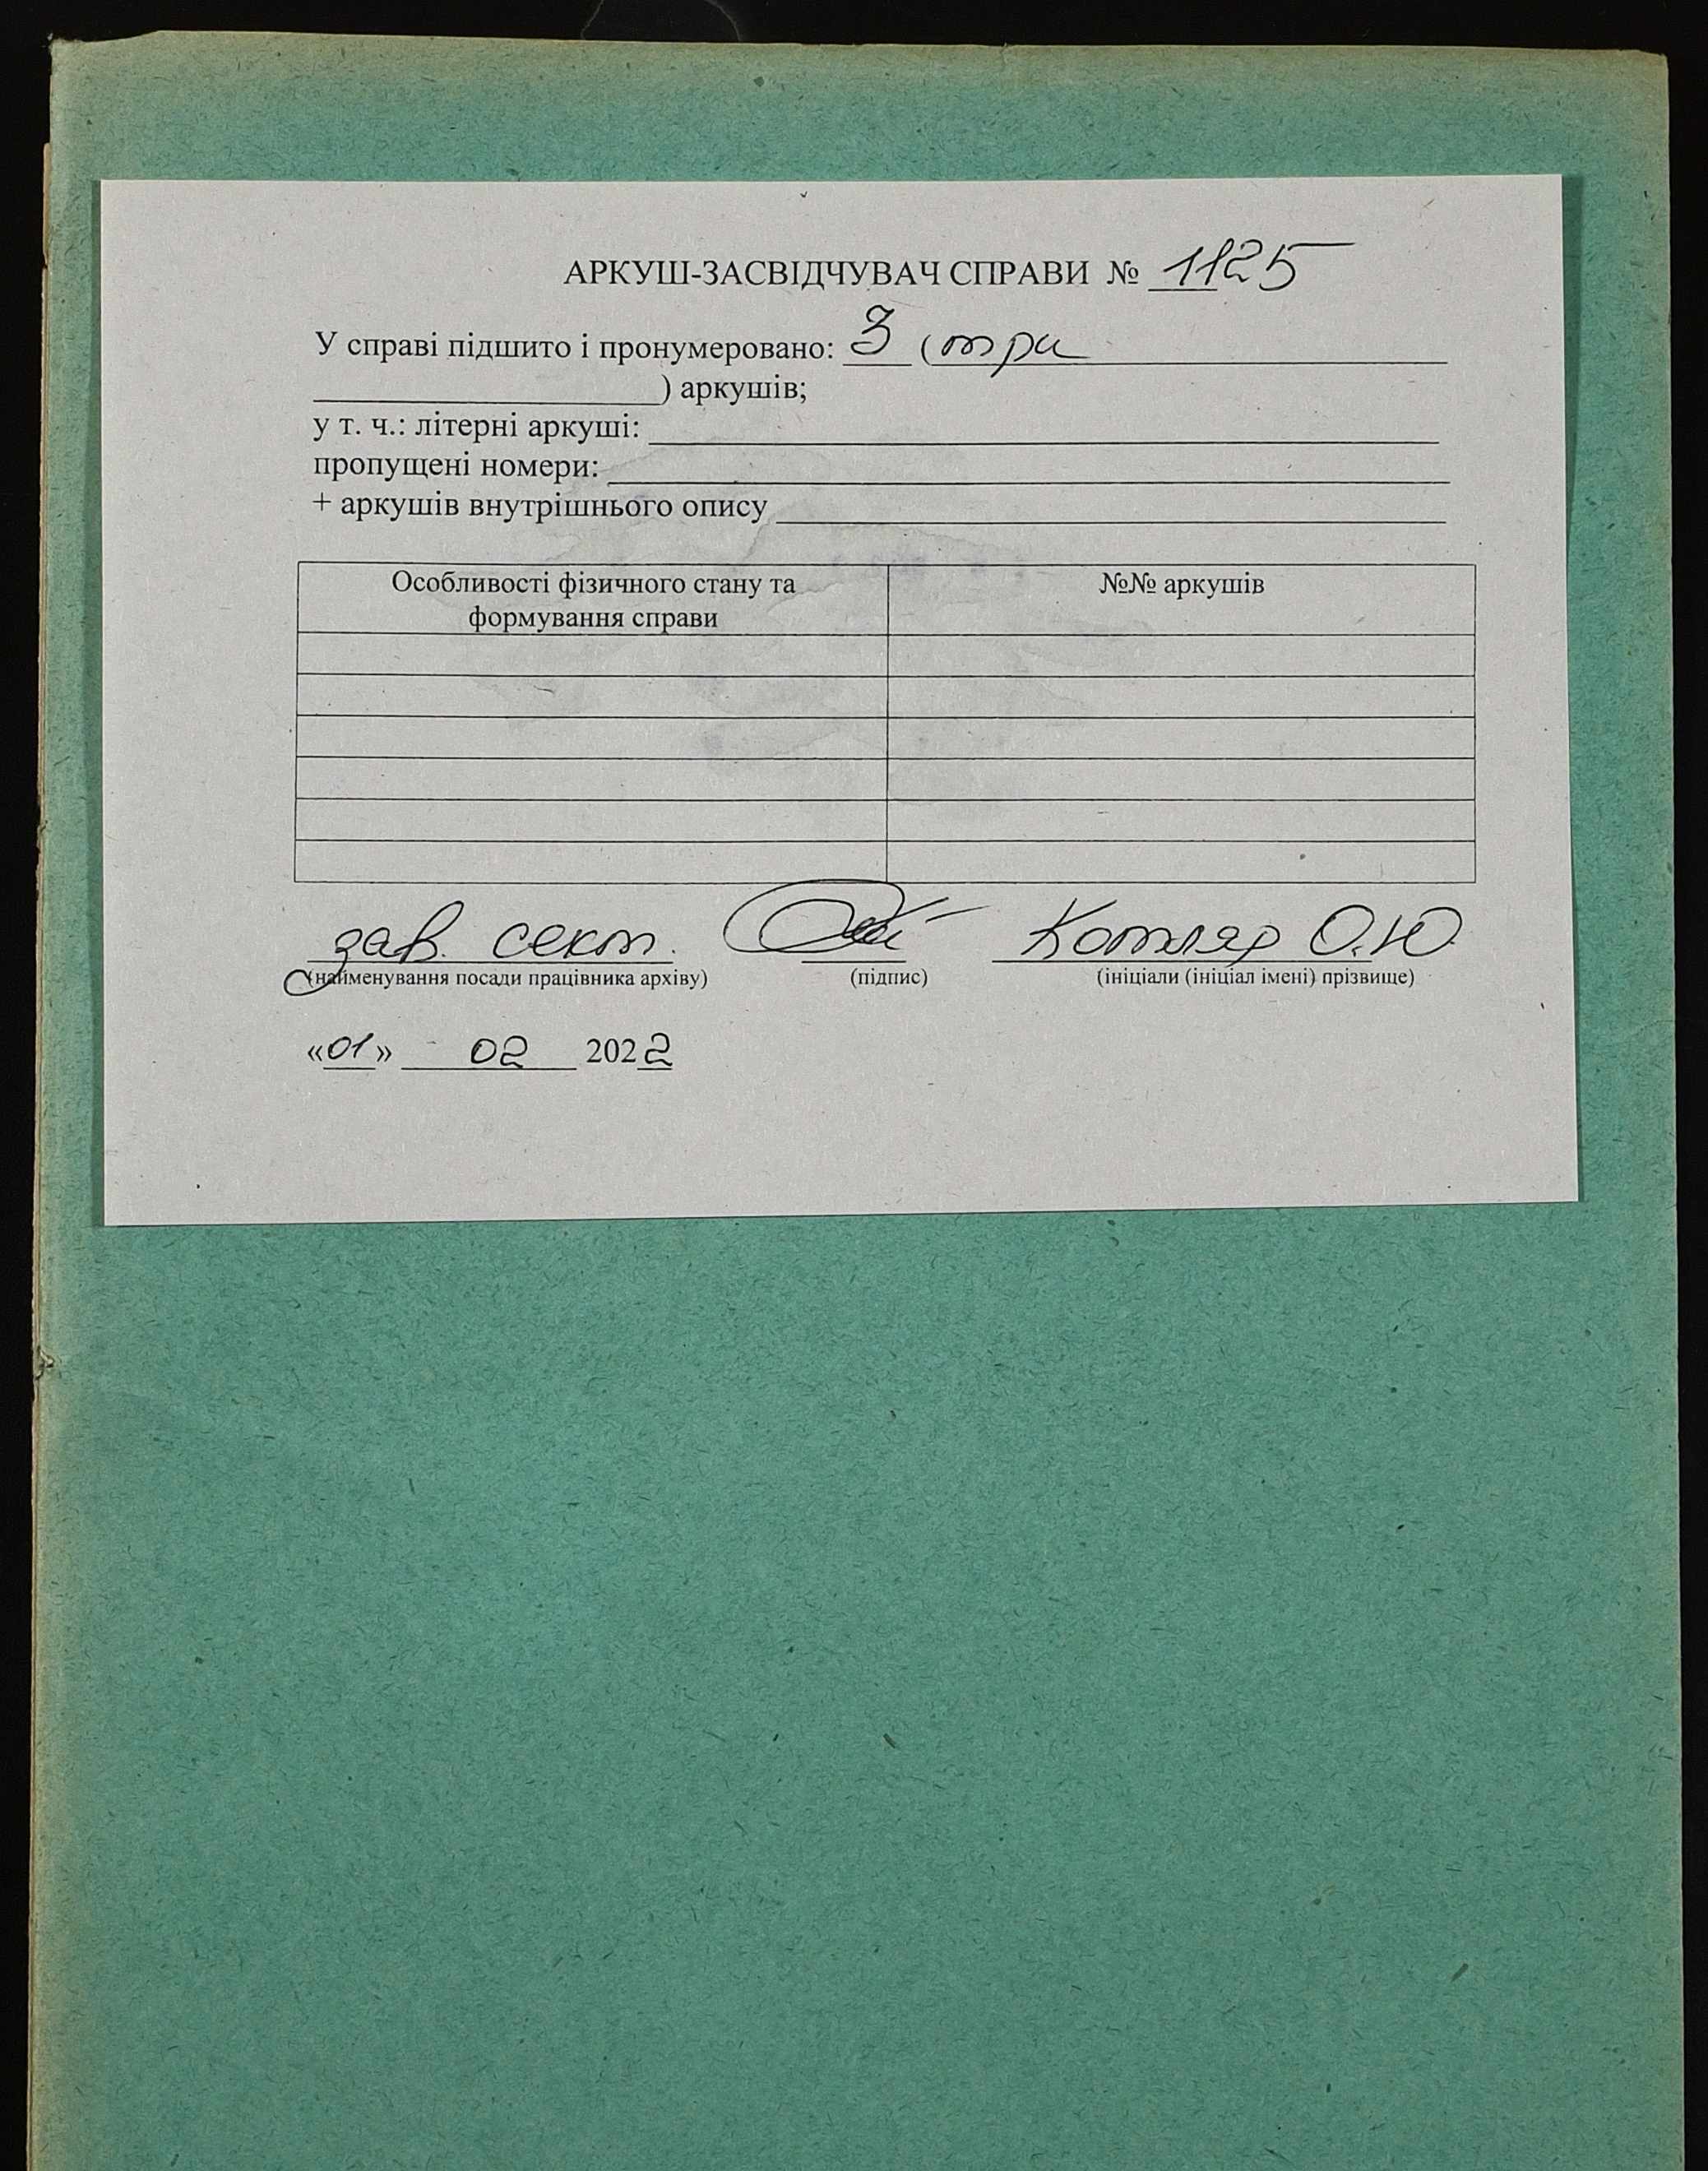 АРКУШ-ЗАСВІДЧУВАЧ СПРАВИ № 1125
У справі підшито і пронумеровано: 3 (три
) аркушів;
у т. ч.: літерні аркуші:
пропущені номери:
+ аркушів внутрішнього опису
Особливості фізичного стану та формування справи №№ аркушів
зав. сект. Котляр О.Ю.
(найменування посади працівника архіву) (підпис) (ініціали (ініціал імені) прізвище)
«01» 02 2022